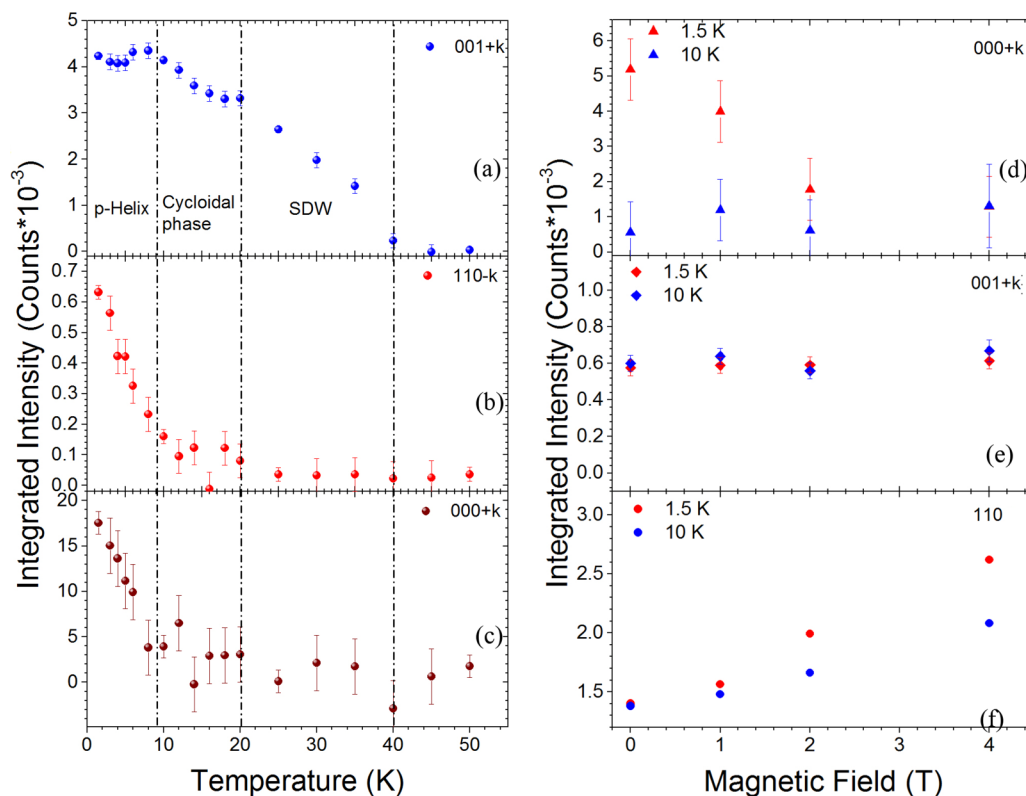 Integrated Intensity (Counts*10⁻³)
5
4
3
2
1
0
001+k
(a)
p-Helix
Cycloidal
phase
SDW
0.7
0.6
0.5
0.4
0.3
0.2
0.1
0.0
110-k
(b)
20
15
10
5
0
000+k
(c)
0 10 20 30 40 50
Temperature (K)
Integrated Intensity (Counts*10⁻³)
6
5
4
3
2
1
0
1.5 K
10 K
000+k
(d)
1.0
0.8
0.6
0.4
0.2
0.0
1.5 K
10 K
001+k
(e)
3.0
2.5
2.0
1.5
1.5 K
10 K
110
(f)
0 1 2 3 4
Magnetic Field (T)